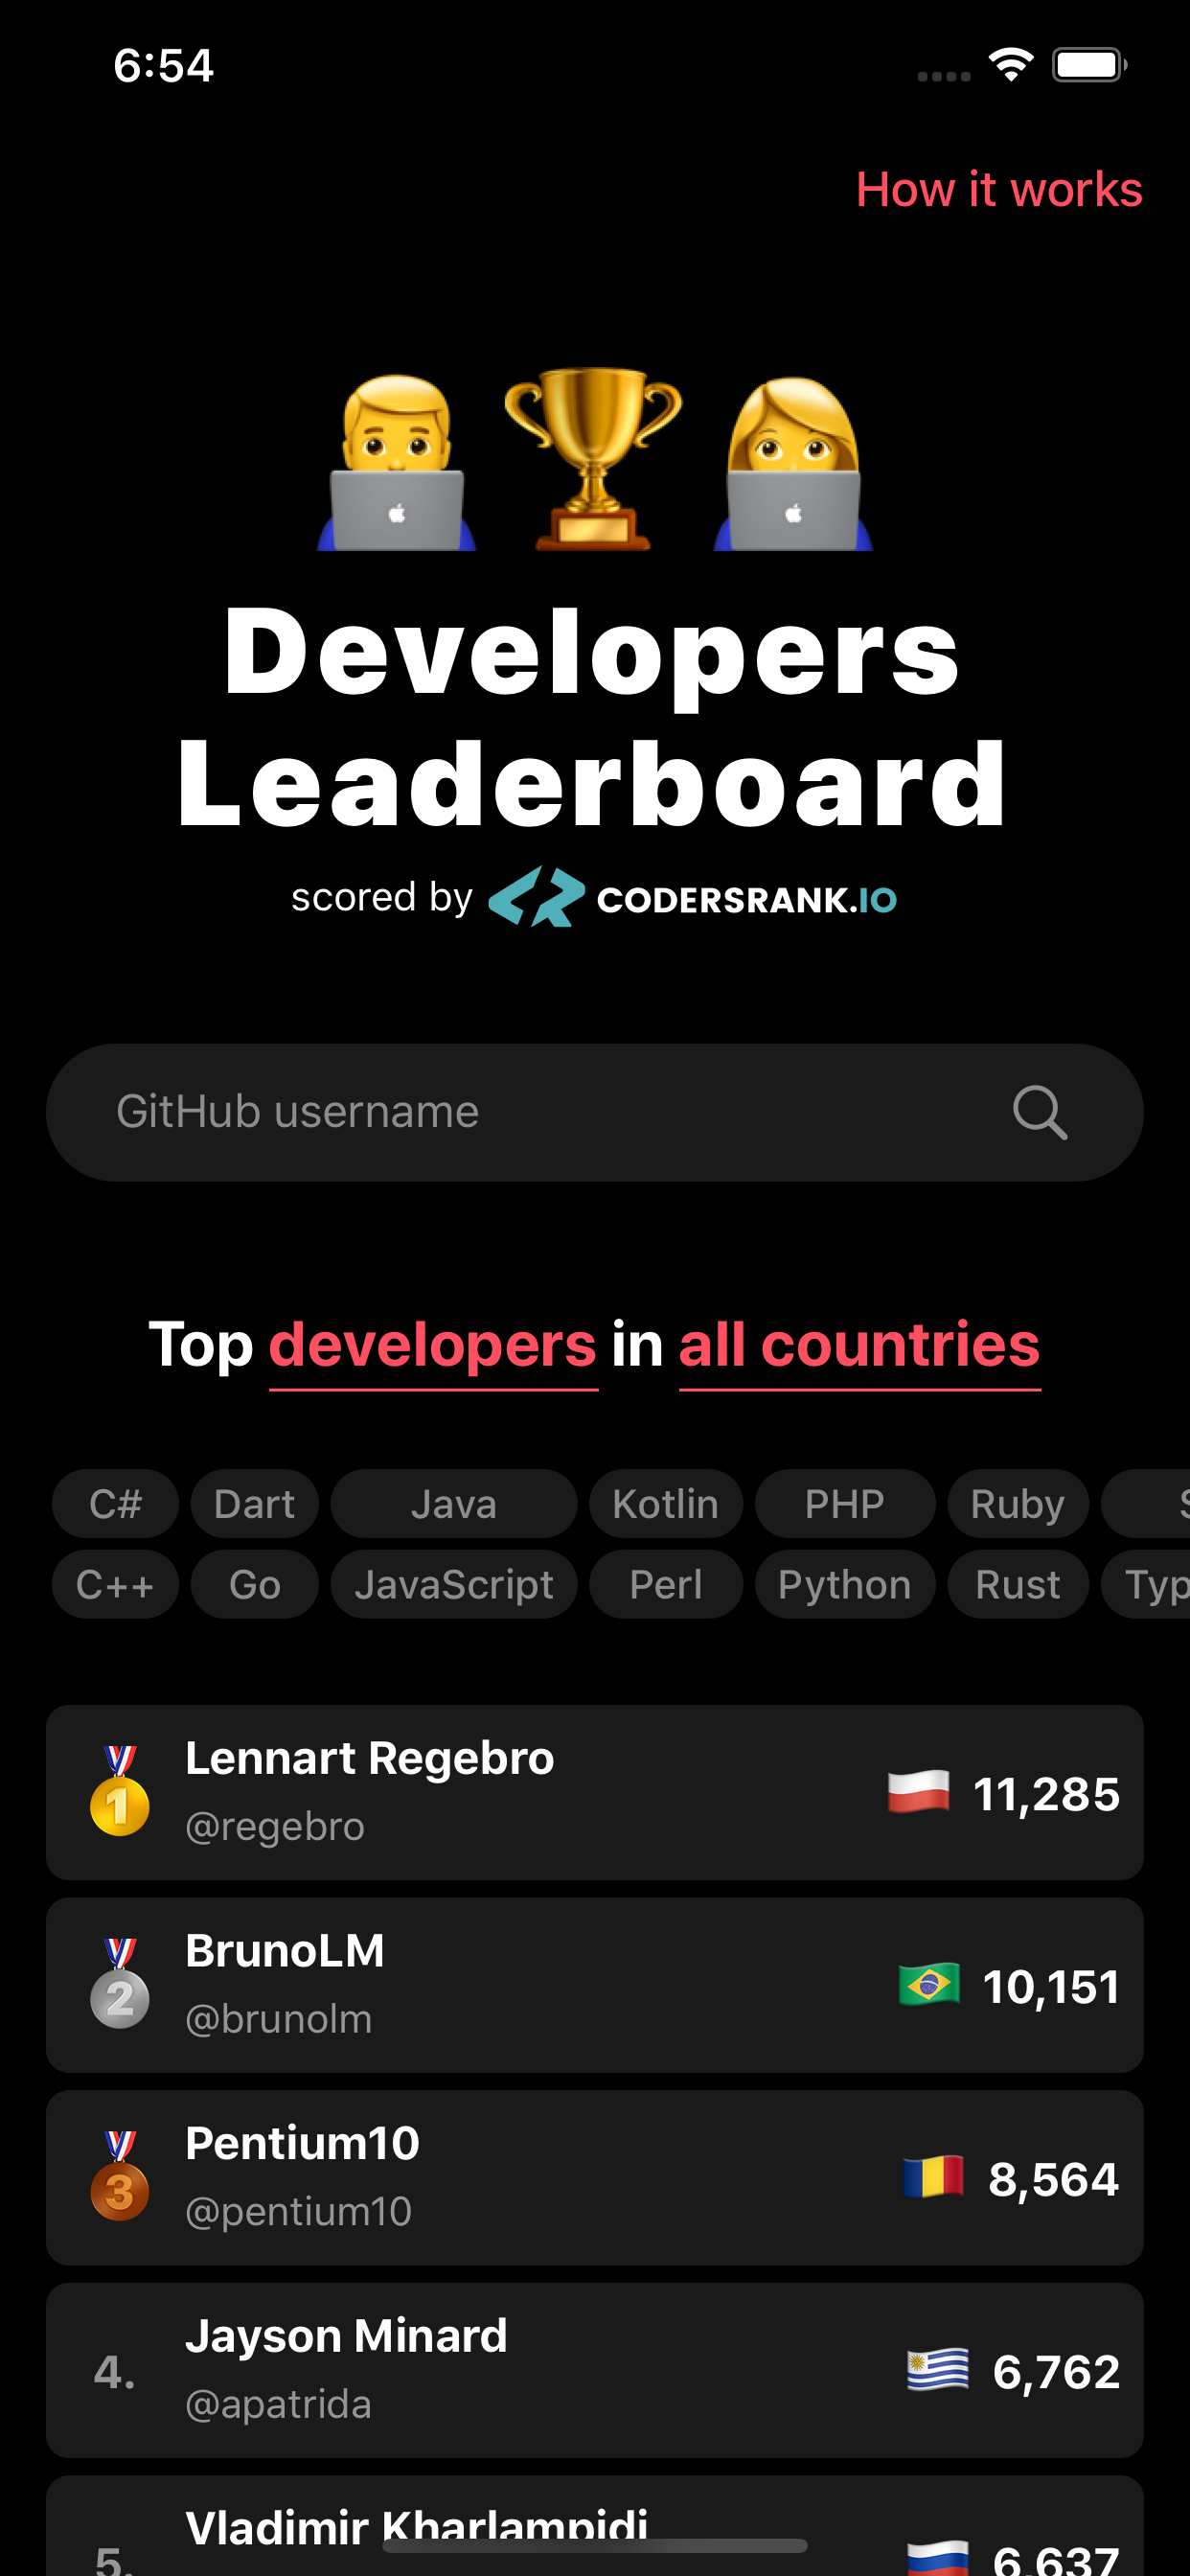 6:54
How it works
Developers
Leaderboard
scored by CODERSRANK.IO
GitHub username
Top developers in all countries
C# Dart Java Kotlin PHP Ruby
C++ Go JavaScript Perl Python Rust Typ
1 Lennart Regebro
@regebro
11,285
2 BrunoLM
@brunolm
10,151
3 Pentium10
@pentium10
8,564
4. Jayson Minard
@apatrida
6,762
5. Vladimir Kharlampidi
6,637